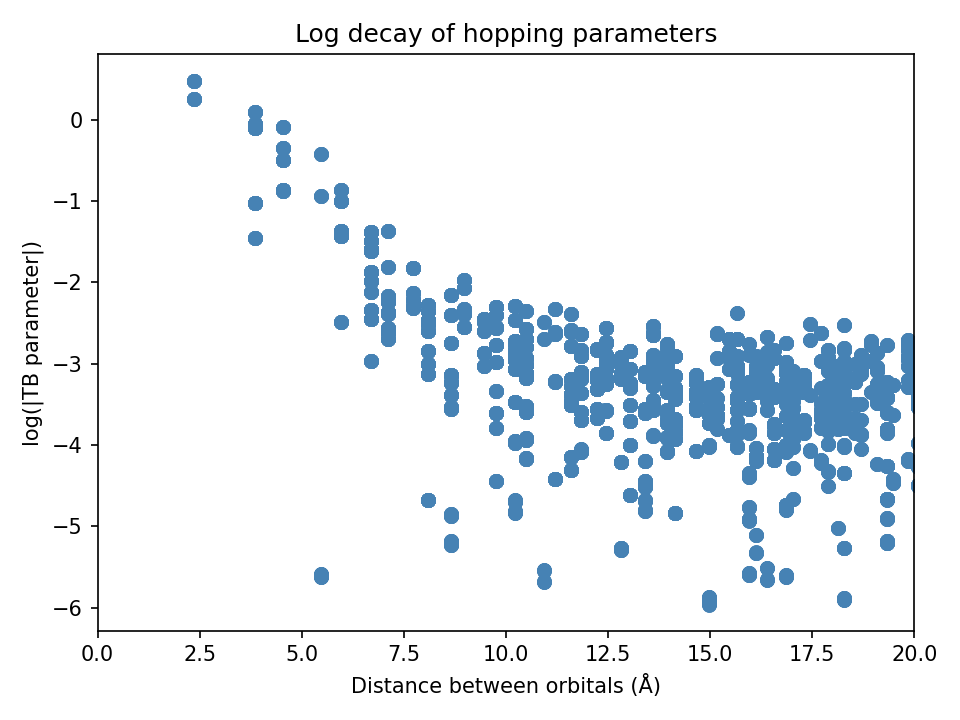 Log decay of hopping parameters
log(|TB parameter|)
0
−1
−2
−3
−4
−5
−6
0.0 2.5 5.0 7.5 10.0 12.5 15.0 17.5 20.0
Distance between orbitals (Å)